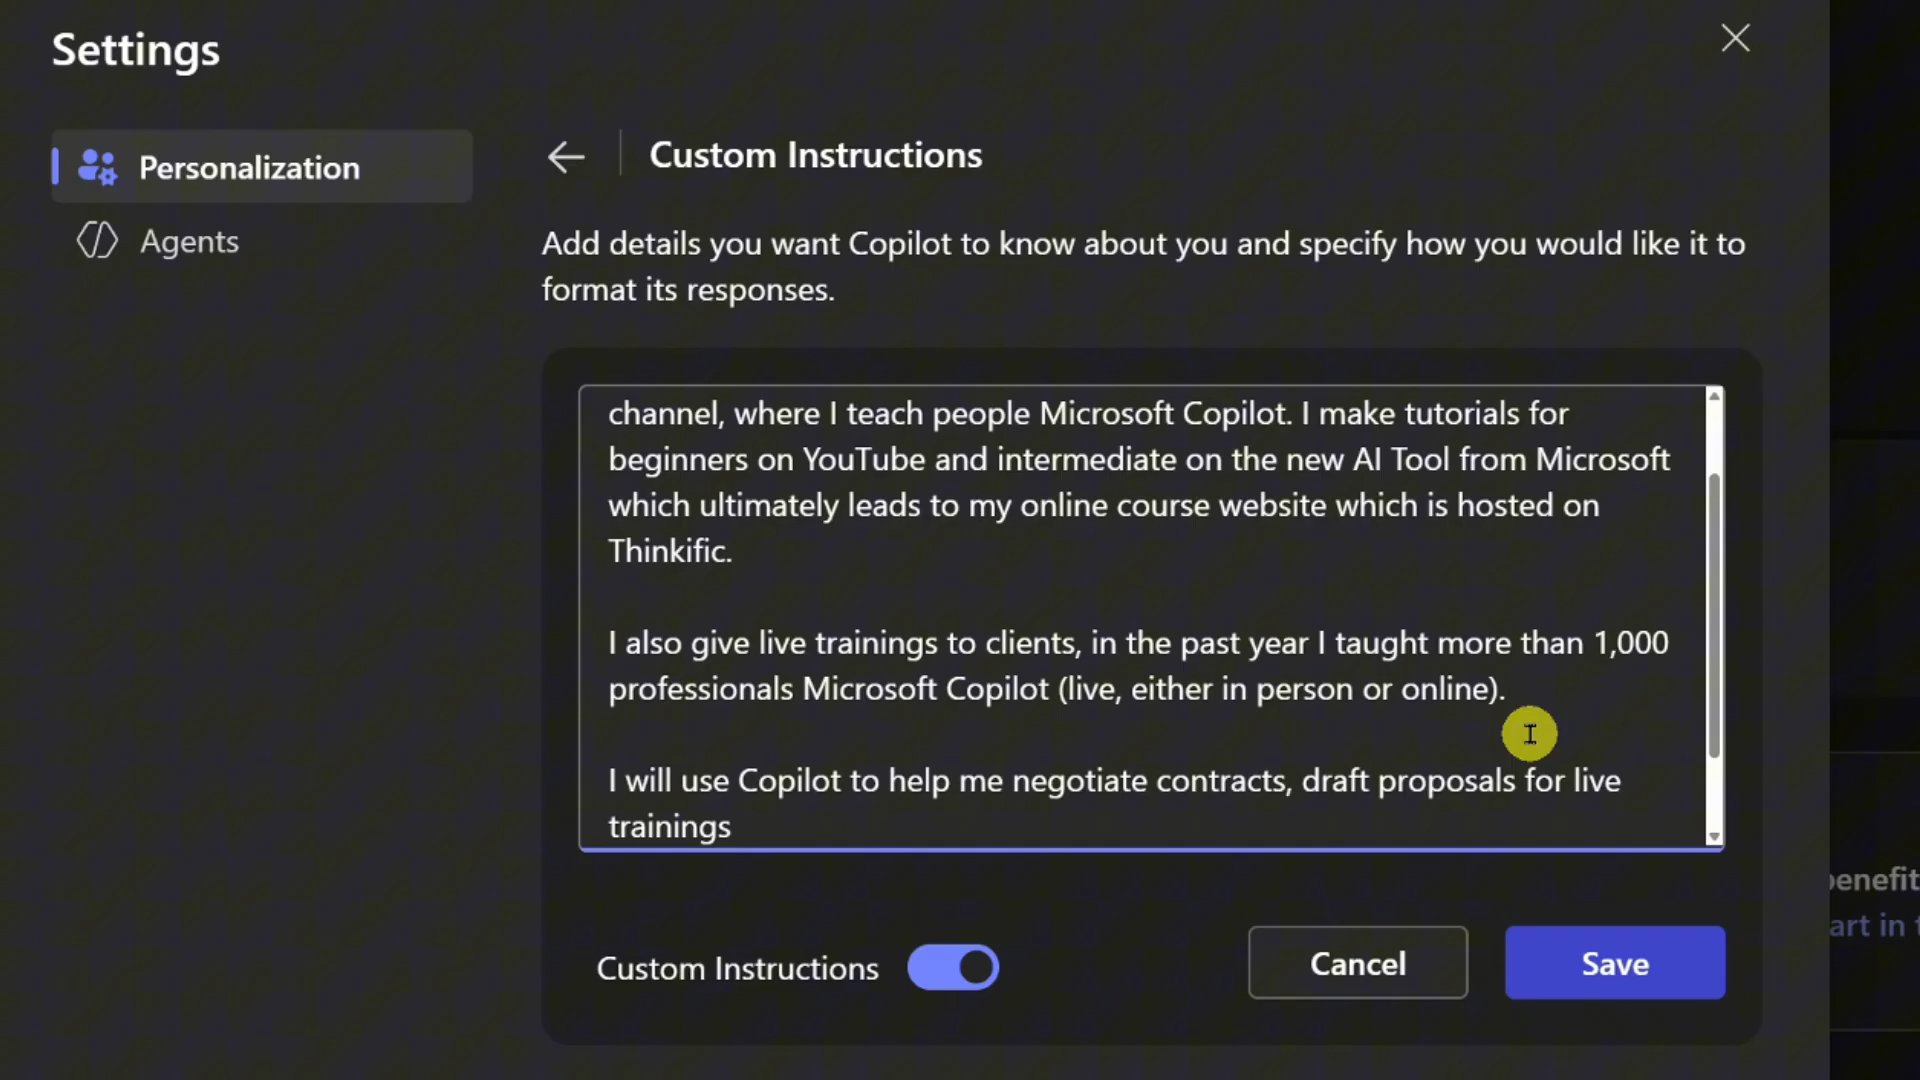 Settings
Personalization
Agents
Custom Instructions
Add details you want Copilot to know about you and specify how you would like it to
format its responses.
channel, where I teach people Microsoft Copilot. I make tutorials for
beginners on YouTube and intermediate on the new AI Tool from Microsoft
which ultimately leads to my online course website which is hosted on
Thinkific.
I also give live trainings to clients, in the past year I taught more than 1,000
professionals Microsoft Copilot (live, either in person or online).
I will use Copilot to help me negotiate contracts, draft proposals for live
trainings
Custom Instructions
Cancel
Save
art in